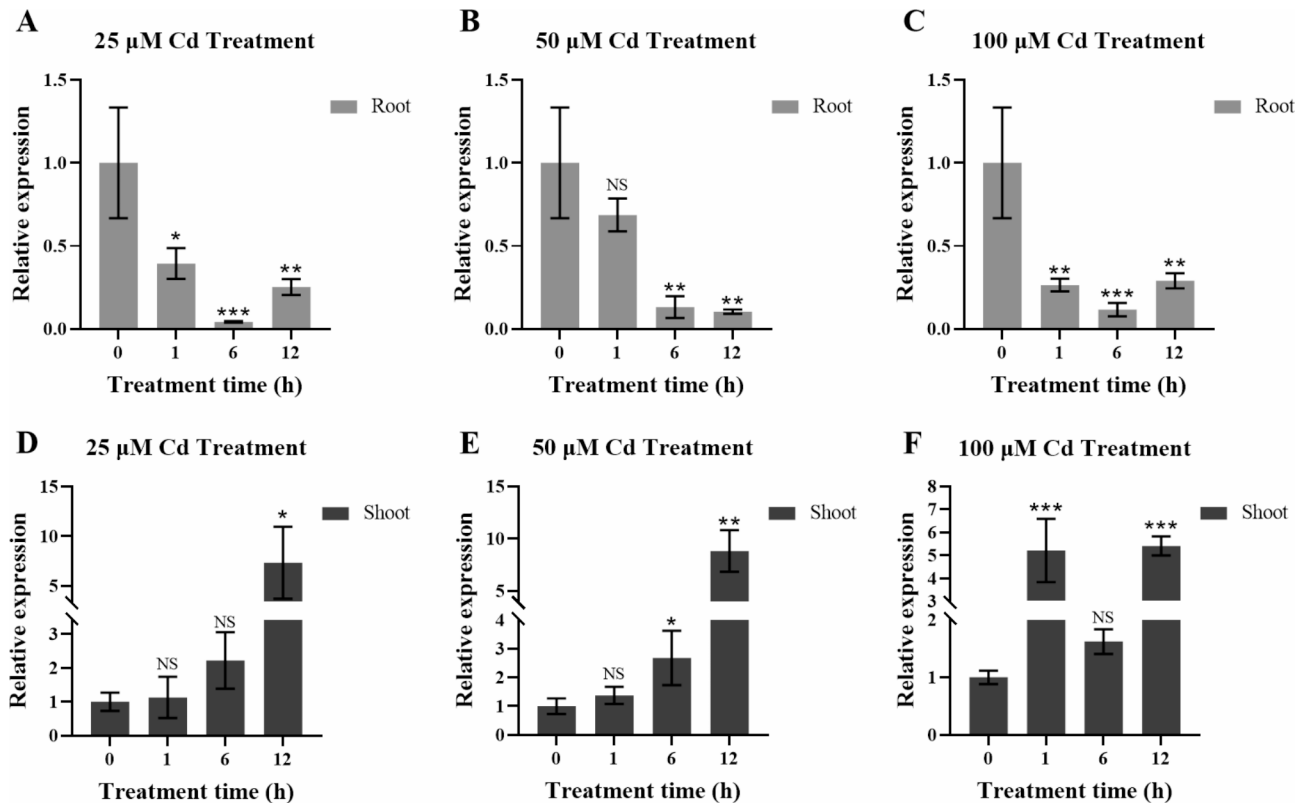 A
25 μM Cd Treatment
Relative expression
1.5
1.0
0.5
0.0
Root
*
***
**
0 1 6 12
Treatment time (h)
B
50 μM Cd Treatment
Relative expression
1.5
1.0
0.5
0.0
Root
NS
**
**
0 1 6 12
Treatment time (h)
C
100 μM Cd Treatment
Relative expression
1.5
1.0
0.5
0.0
Root
**
***
**
0 1 6 12
Treatment time (h)
D
25 μM Cd Treatment
Relative expression
15
10
5
3
2
1
0
Shoot
NS
NS
*
0 1 6 12
Treatment time (h)
E
50 μM Cd Treatment
Relative expression
15
10
5
4
3
2
1
0
Shoot
NS
*
**
0 1 6 12
Treatment time (h)
F
100 μM Cd Treatment
Relative expression
8
7
6
5
4
3
2
1
0
Shoot
***
NS
***
0 1 6 12
Treatment time (h)